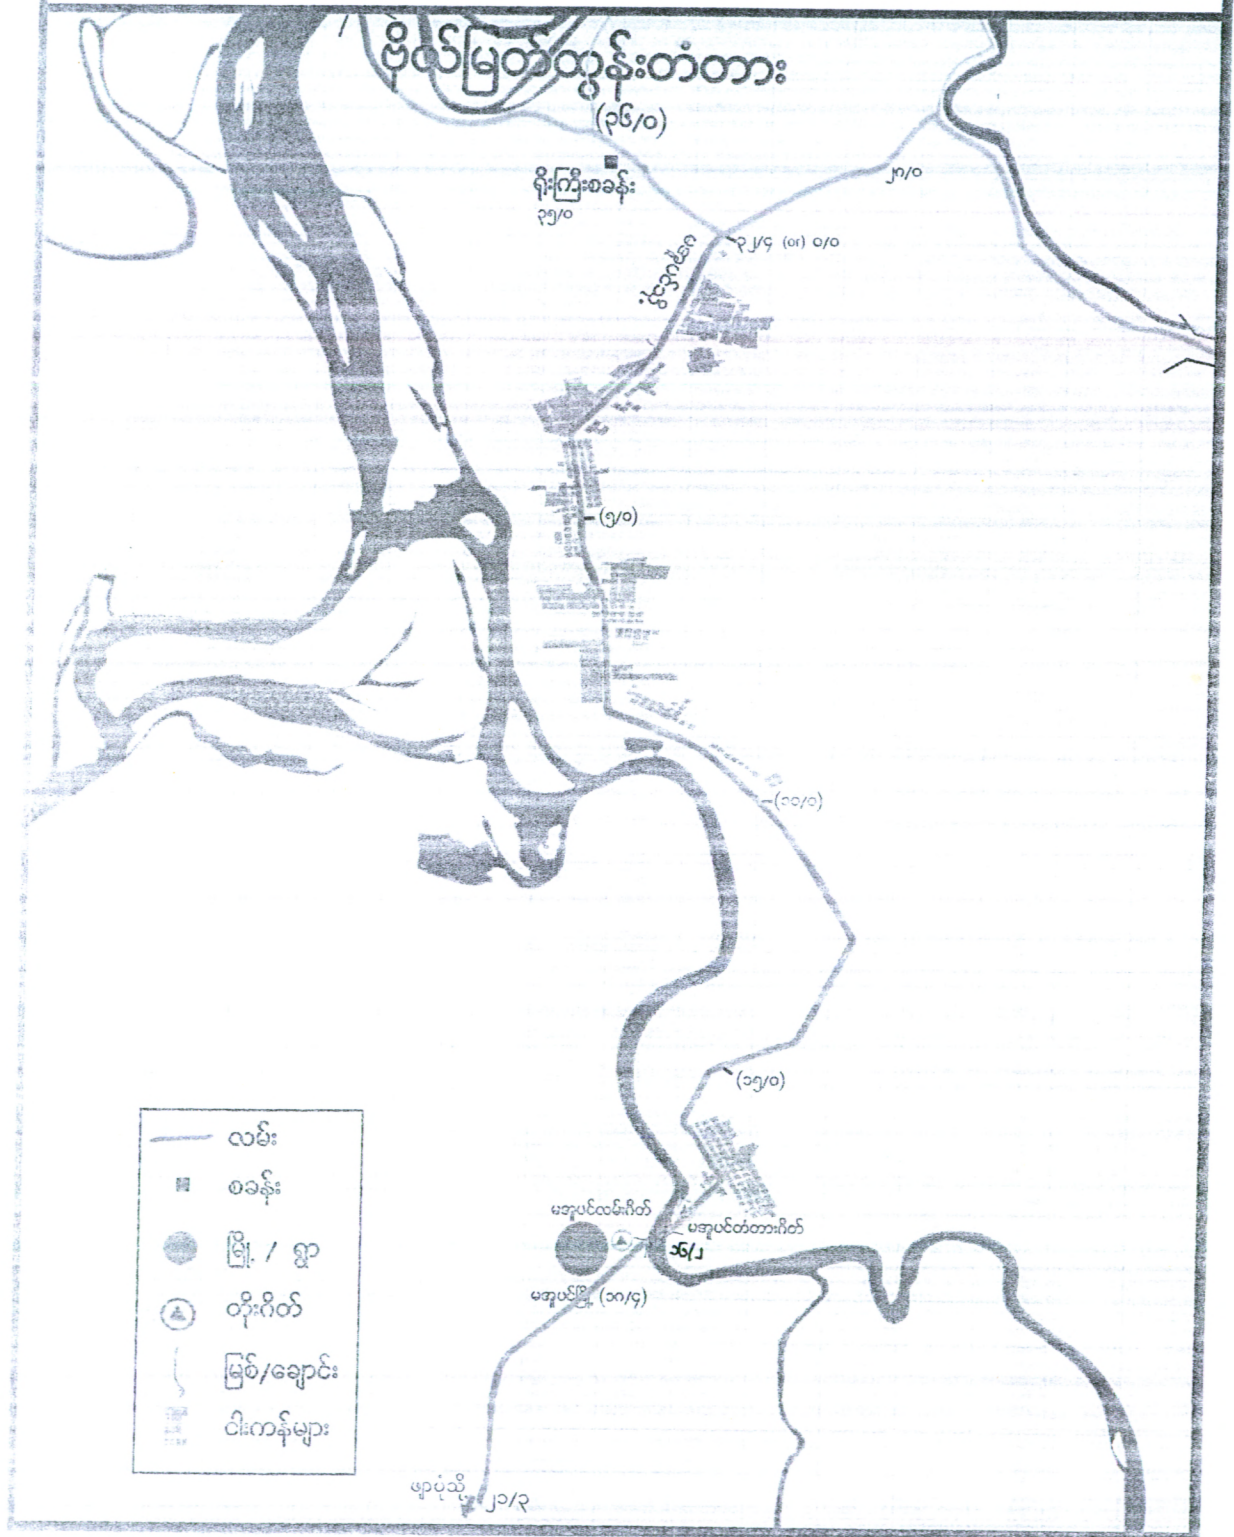 ဗိုလ်မြတ်ထွန်းတံတား
(၃၆/၀)
ရိုးကြီးစခန်း
၃၅/၀
၂၈/၀
၃၂/၄ (or) ၀/၀
(၅/၀)
(၁၀/၀)
(၁၅/၀)
မအူပင်လမ်းဂိတ်
မအူပင်တံတားဂိတ်
၁၆/၂
မအူပင်မြို့ (၁၈/၄)
လမ်း
စခန်း
မြို့ / ရွာ
တိုးဂိတ်
မြစ်/ချောင်း
ငါးကန်များ
ဖျာပုံသို့
၂၁/၃